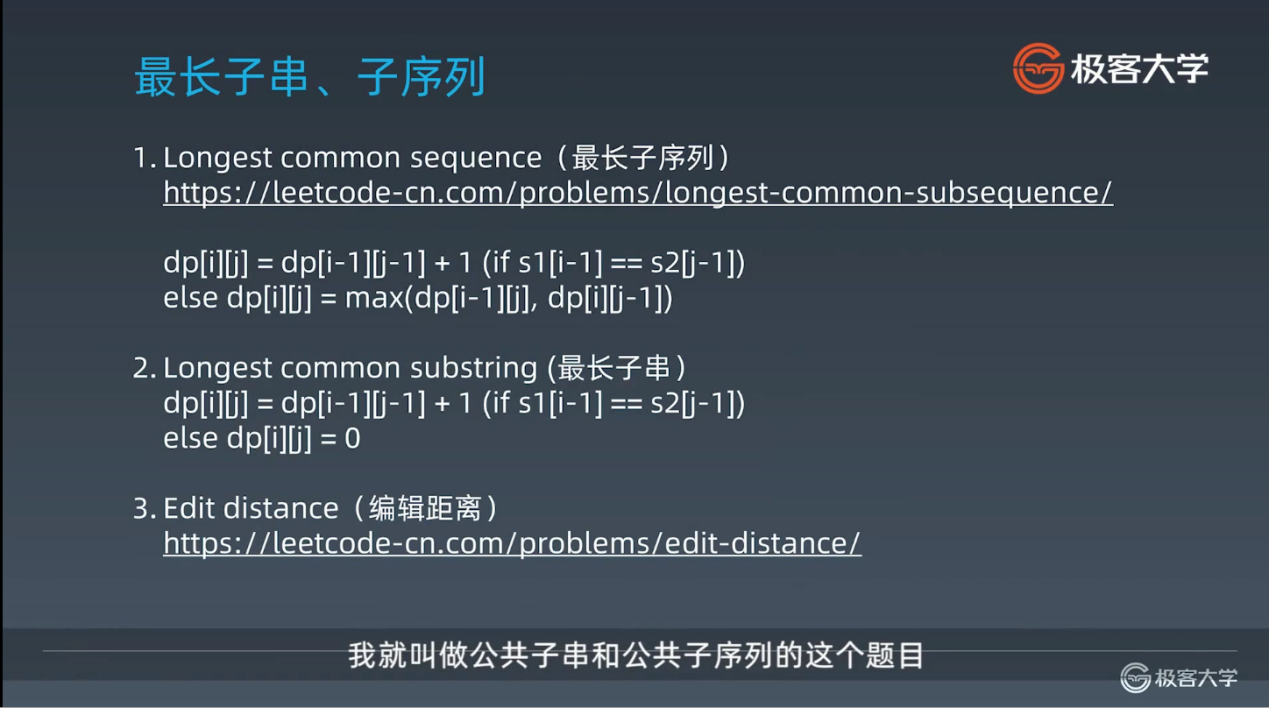 最长子串、子序列
极客大学
1. Longest common sequence（最长子序列）
https://leetcode-cn.com/problems/longest-common-subsequence/
dp[i][j] = dp[i-1][j-1] + 1 (if s1[i-1] == s2[j-1])
else dp[i][j] = max(dp[i-1][j], dp[i][j-1])
2. Longest common substring (最长子串）
dp[i][j] = dp[i-1][j-1] + 1 (if s1[i-1] == s2[j-1])
else dp[i][j] = 0
3. Edit distance（编辑距离）
https://leetcode-cn.com/problems/edit-distance/
我就叫做公共子串和公共子序列的这个题目
极客大学